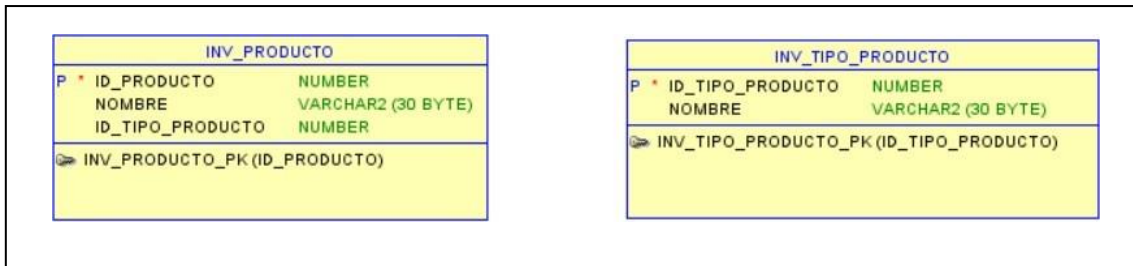 INV_PRODUCTO
P * ID_PRODUCTO NUMBER
NOMBRE VARCHAR2 (30 BYTE)
ID_TIPO_PRODUCTO NUMBER
INV_PRODUCTO_PK (ID_PRODUCTO)
INV_TIPO_PRODUCTO
P * ID_TIPO_PRODUCTO NUMBER
NOMBRE VARCHAR2 (30 BYTE)
INV_TIPO_PRODUCTO_PK (ID_TIPO_PRODUCTO)